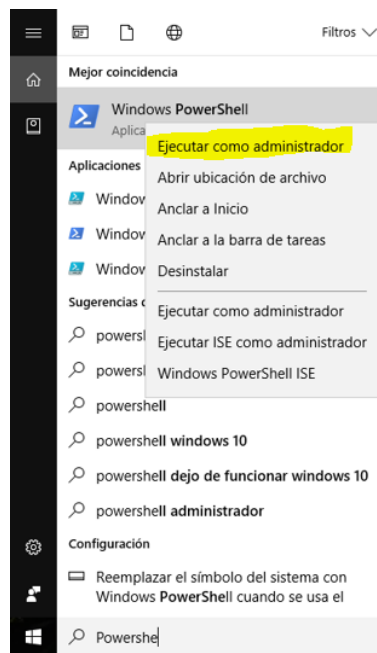 Filtros
Mejor coincidencia
Windows PowerShell
Aplica
Ejecutar como administrador
Abrir ubicación de archivo
Anclar a Inicio
Anclar a la barra de tareas
Desinstalar
Ejecutar como administrador
Ejecutar ISE como administrador
Windows PowerShell ISE
Aplicaciones
Window
Window
Window
Sugerencias
powersh
powersh
powershell
powershell windows 10
powershell dejo de funcionar windows 10
powershell administrador
Configuración
Reemplazar el símbolo del sistema con
Windows PowerShell cuando se usa el
Powershe